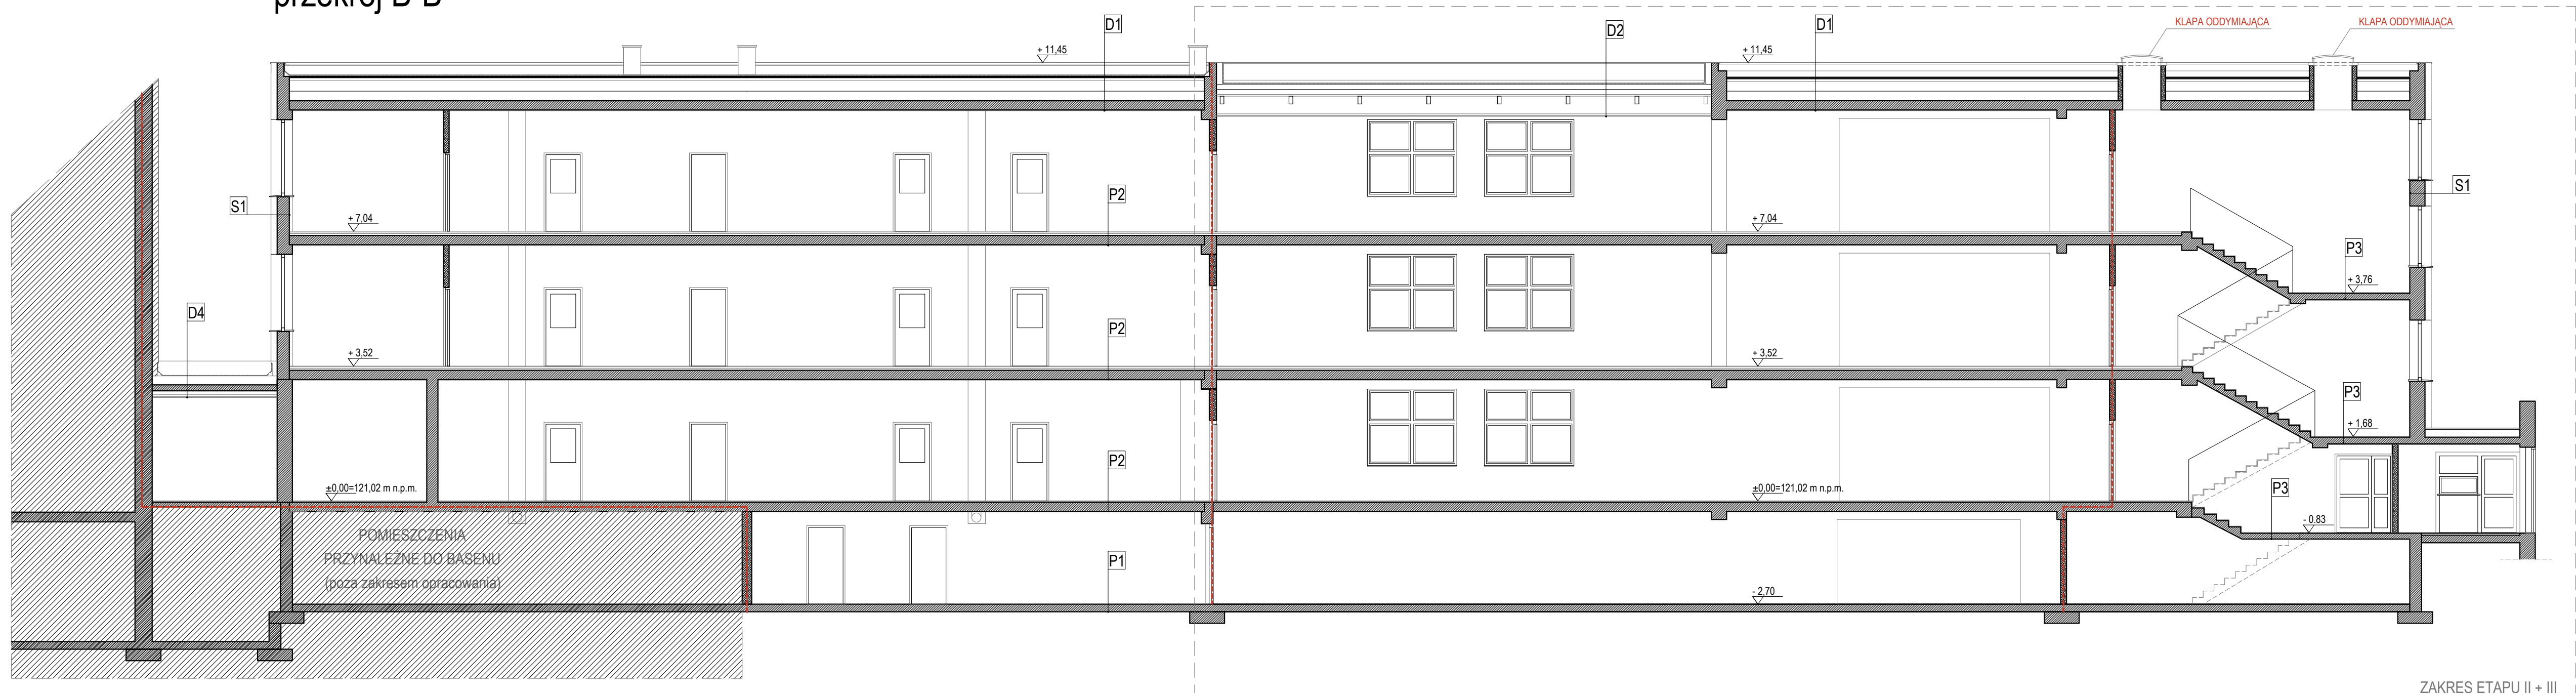 przekrój B-B
D1
D2
D1
KLAPA ODDYMIAJĄCA
KLAPA ODDYMIAJĄCA
+ 11,45
+ 11,45
S1
P2
S1
+ 7,04
+ 7,04
P3
+ 3,76
D4
P2
+ 3,52
+ 3,52
P3
+ 1,68
P2
±0,00=121,02 m n.p.m.
±0,00=121,02 m n.p.m.
P3
- 0.83
POMIESZCZENIA
PRZYNALEŻNE DO BASENU
(poza zakresem opracowania)
P1
- 2,70
ZAKRES ETAPU II + III